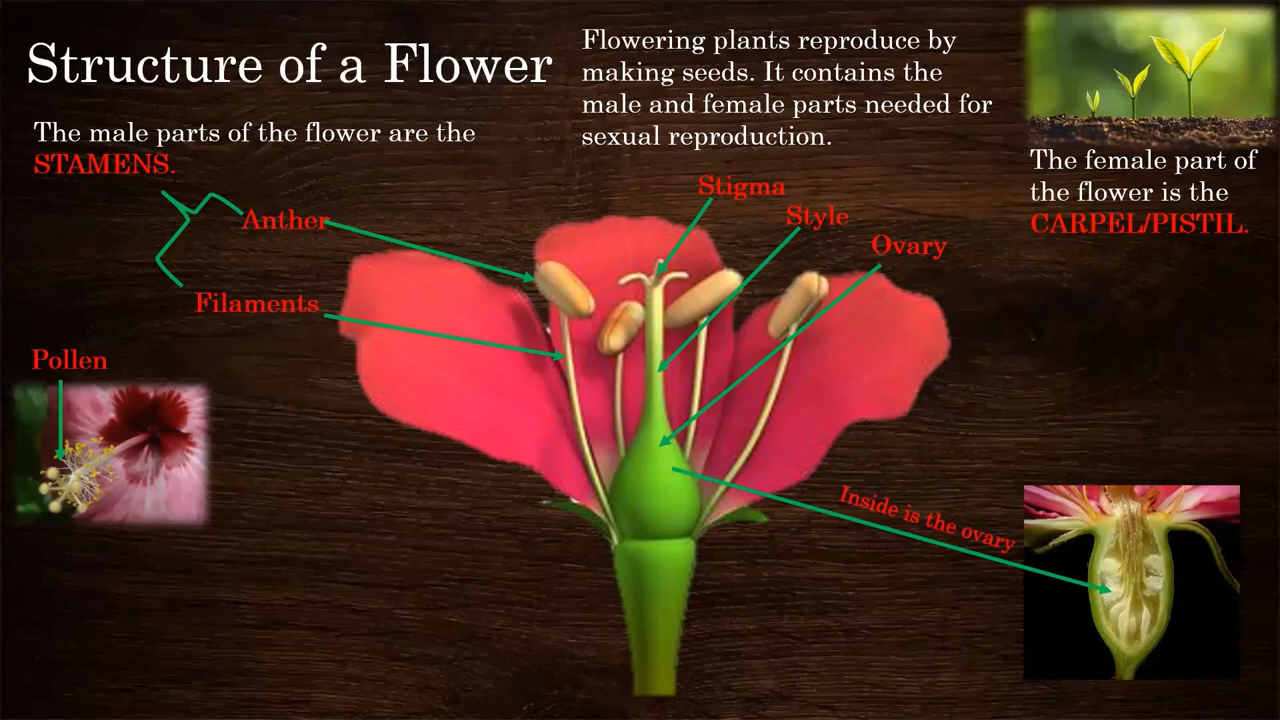 Structure of a Flower
The male parts of the flower are the
STAMENS.
Flowering plants reproduce by
making seeds. It contains the
male and female parts needed for
sexual reproduction.
The female part of
the flower is the
CARPEL/PISTIL.
Stigma
Style
Ovary
Anther
Filaments
Pollen
Inside is the ovary